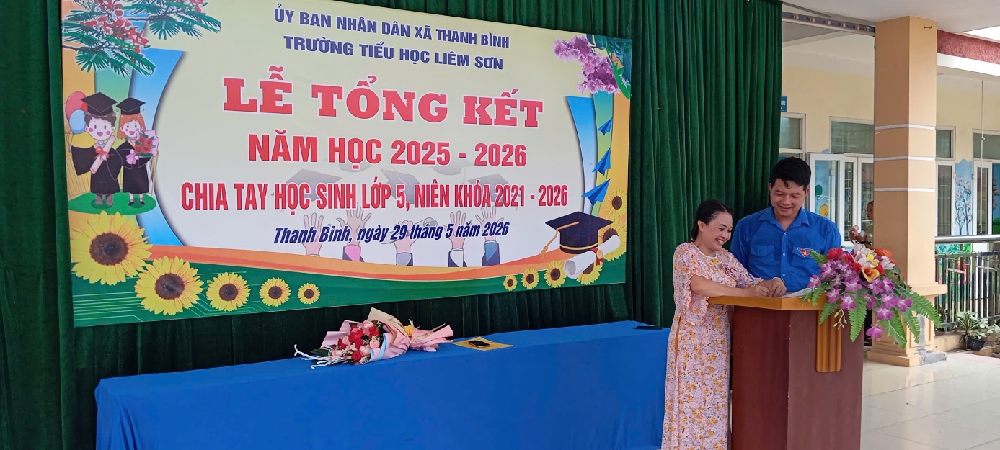 ỦY BAN NHÂN DÂN XÃ THANH BÌNH
TRƯỜNG TIỂU HỌC LIÊM SƠN
LỄ TỔNG KẾT
NĂM HỌC 2025 - 2026
CHIA TAY HỌC SINH LỚP 5, NIÊN KHÓA 2021 - 2026
Thanh Bình, ngày 29 tháng 5 năm 2026